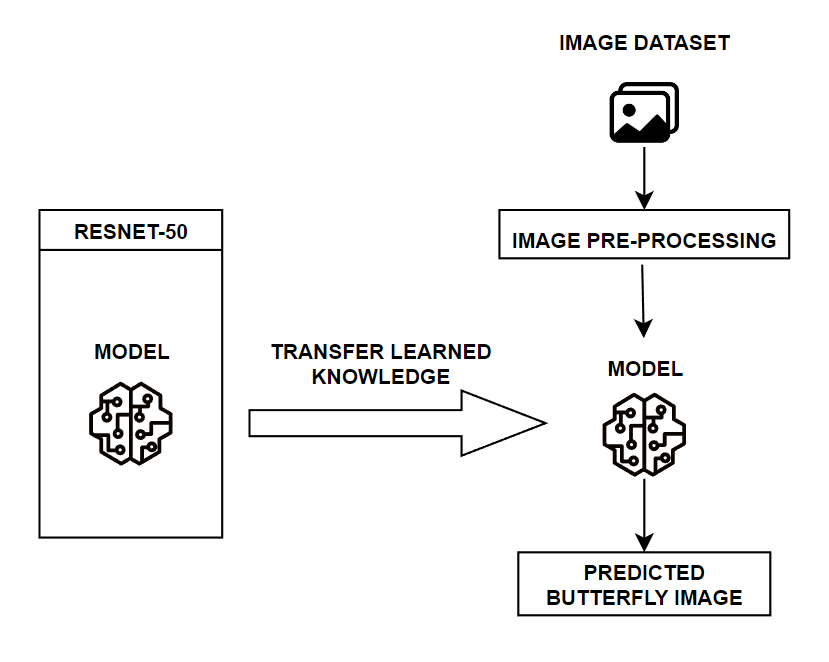 IMAGE DATASET
RESNET-50
IMAGE PRE-PROCESSING
MODEL
TRANSFER LEARNED
KNOWLEDGE
MODEL
PREDICTED
BUTTERFLY IMAGE